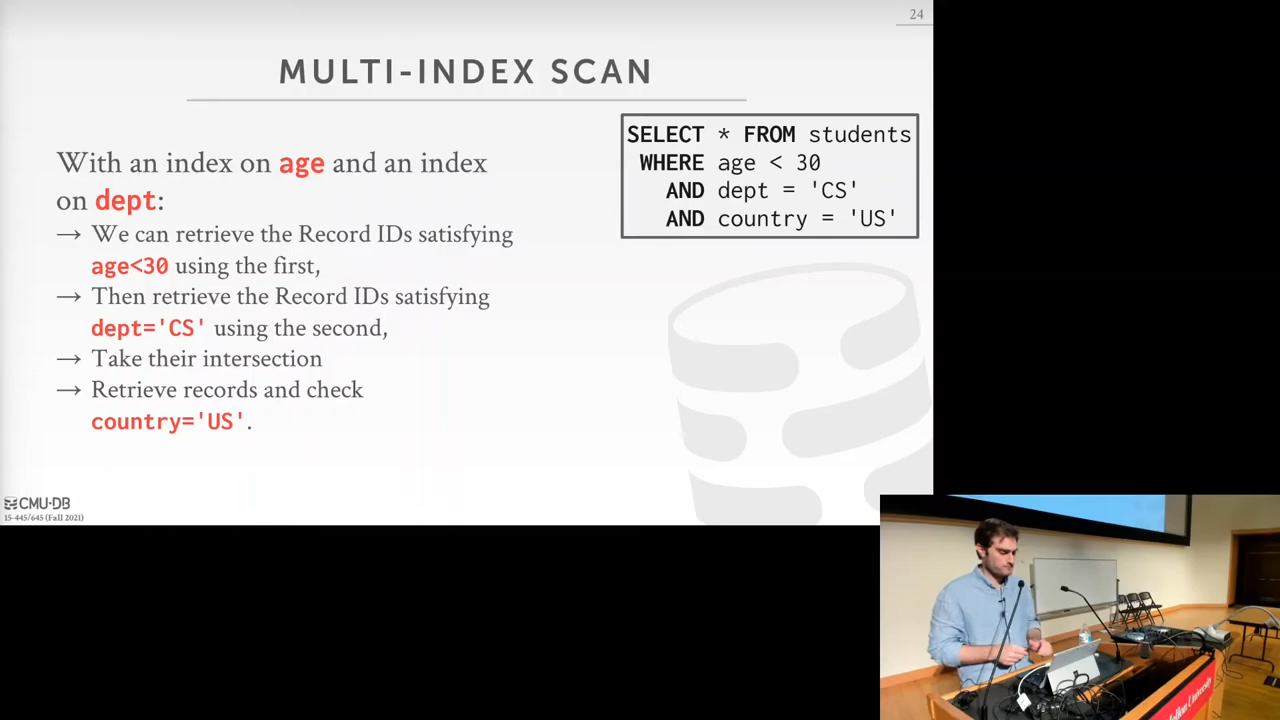 24
MULTI-INDEX SCAN
With an index on age and an index
on dept:
→ We can retrieve the Record IDs satisfying
age<30 using the first,
→ Then retrieve the Record IDs satisfying
dept='CS' using the second,
→ Take their intersection
→ Retrieve records and check
country='US'.
SELECT * FROM students
WHERE age < 30
AND dept = 'CS'
AND country = 'US'
CMU·DB
15-445/645 (Fall 2021)
Mellon University